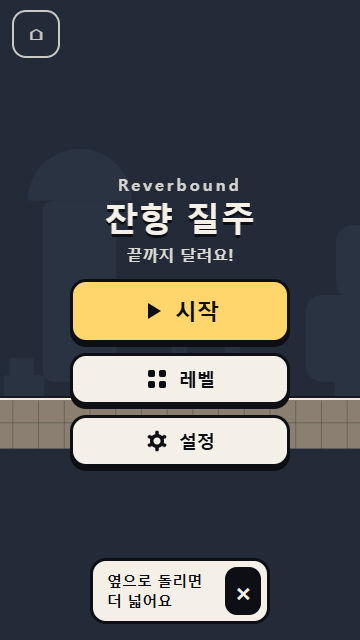 Reverbound
잔향 질주
끝까지 달려요!
시작
레벨
설정
옆으로 돌리면
더 넓어요